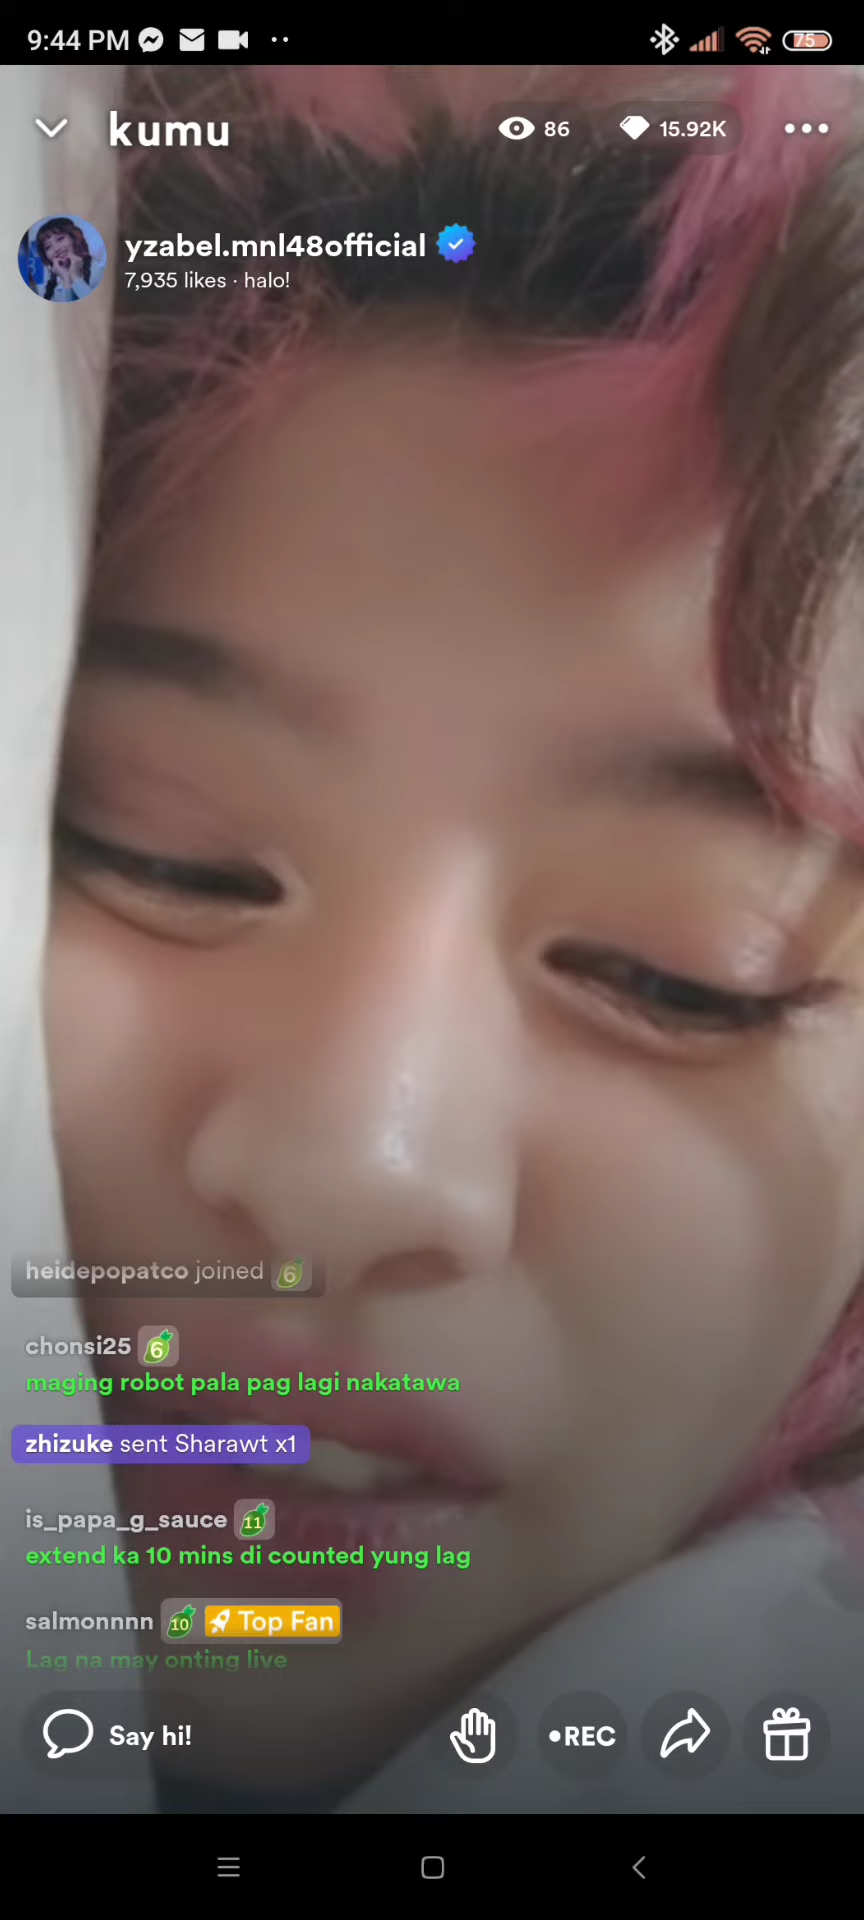 9:44 PM
75
kumu
86
15.92K
yzabel.mnl48official
7,935 likes · halo!
heidepopatco joined 6
chonsi25 6
maging robot pala pag lagi nakatawa
zhizuke sent Sharawt x1
is_papa_g_sauce 11
extend ka 10 mins di counted yung lag
salmonnnn 10 Top Fan
Lag na may onting live
Say hi!
•REC